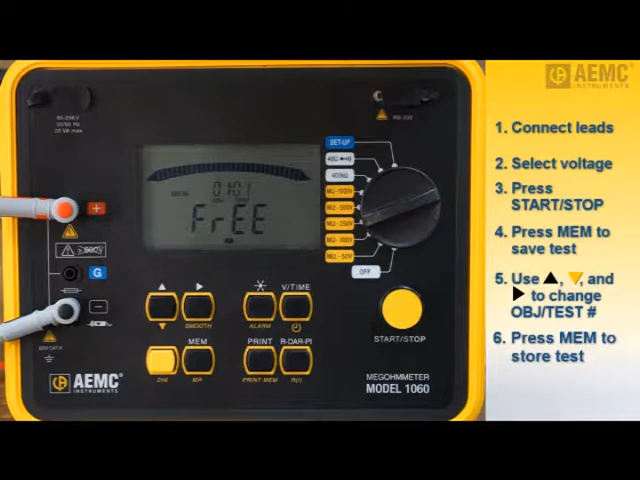 AEMC
INSTRUMENTS
1. Connect leads
2. Select voltage
3. Press
START/STOP
4. Press MEM to
save test
5. Use ▲, ▼, and
▶ to change
OBJ/TEST #
6. Press MEM to
store test
SET-UP
400kΩ
MΩ - 500V
MΩ - 250V
MΩ - 100V
MΩ - 50V
OFF
0101
FrEE
+
G
−
▲
▶
V/TIME
▼
SMOOTH
ALARM
START/STOP
MEM
PRINT
R-DAR-PI
2nd
MR
PRINT MEM
R(t)
AEMC
INSTRUMENTS
MEGOHMMETER
MODEL 1060